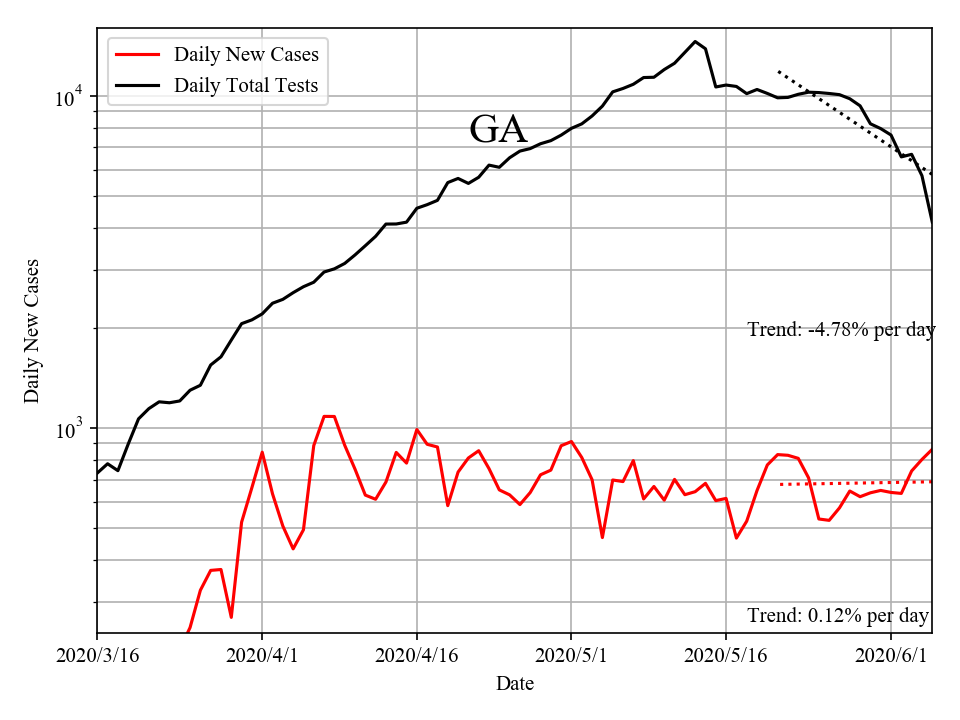 Daily New Cases
Daily Total Tests
10^4
GA
Daily New Cases
Trend: -4.78% per day
10^3
Trend: 0.12% per day
2020/3/16 2020/4/1 2020/4/16 2020/5/1 2020/5/16 2020/6/1
Date